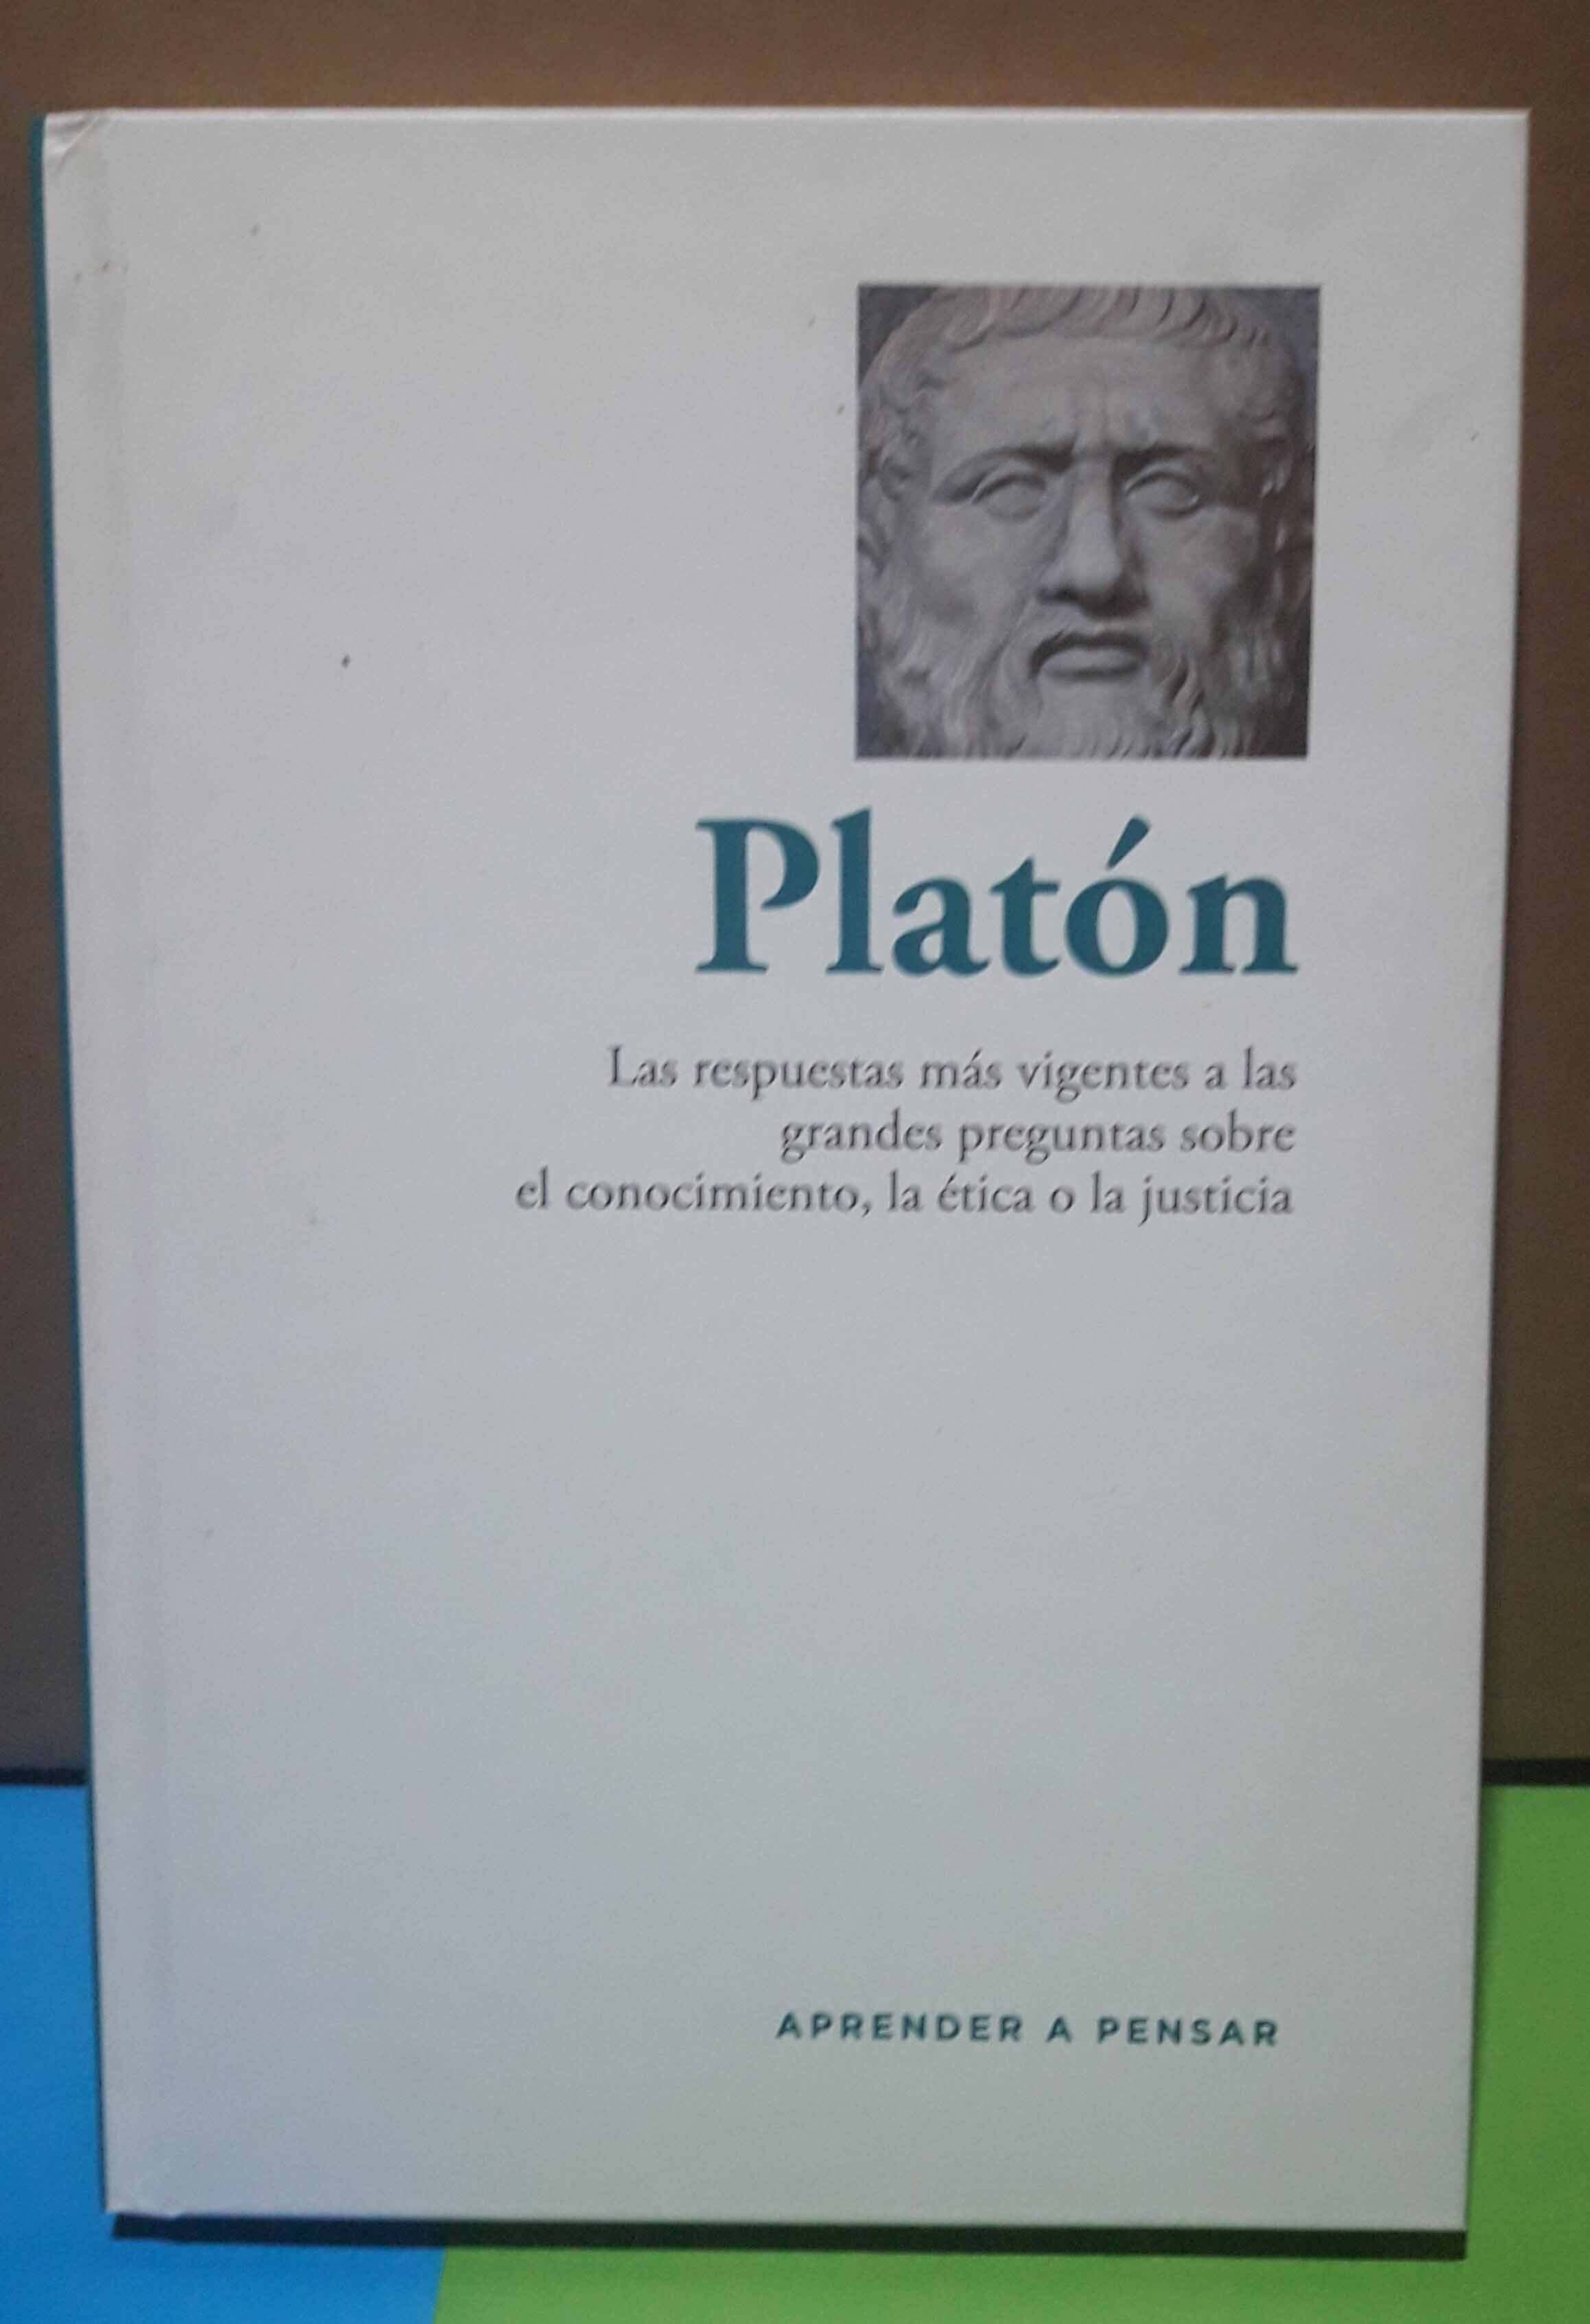 Platón
Las respuestas más vigentes a las
grandes preguntas sobre
el conocimiento, la ética o la justicia
APRENDER A PENSAR